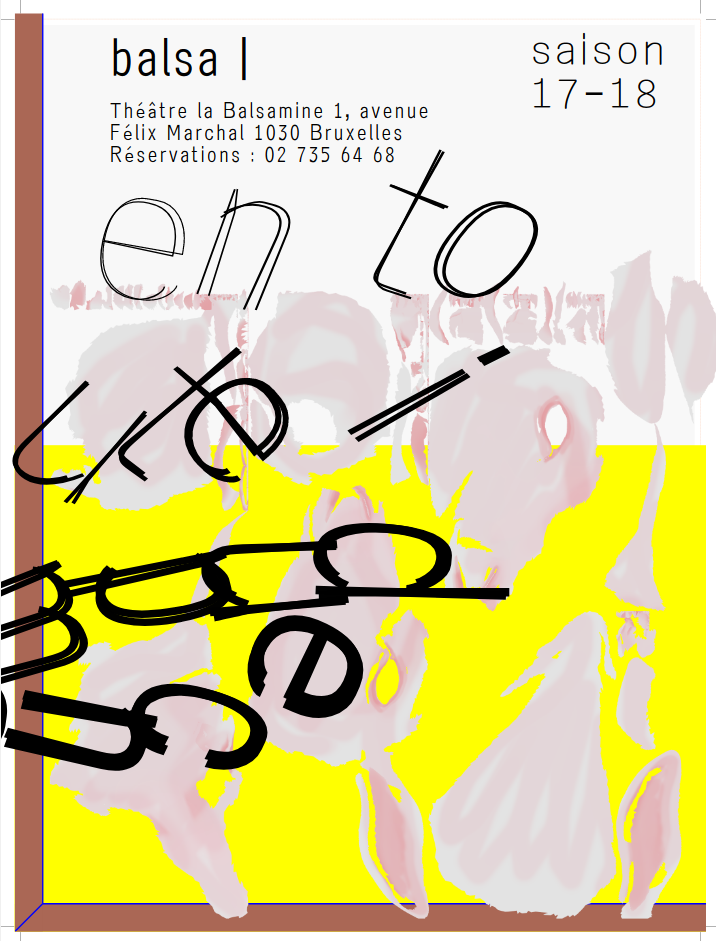 balsa |
saison
17-18
Théâtre la Balsamine 1, avenue
Félix Marchal 1030 Bruxelles
Réservations : 02 735 64 68
en to
ute i